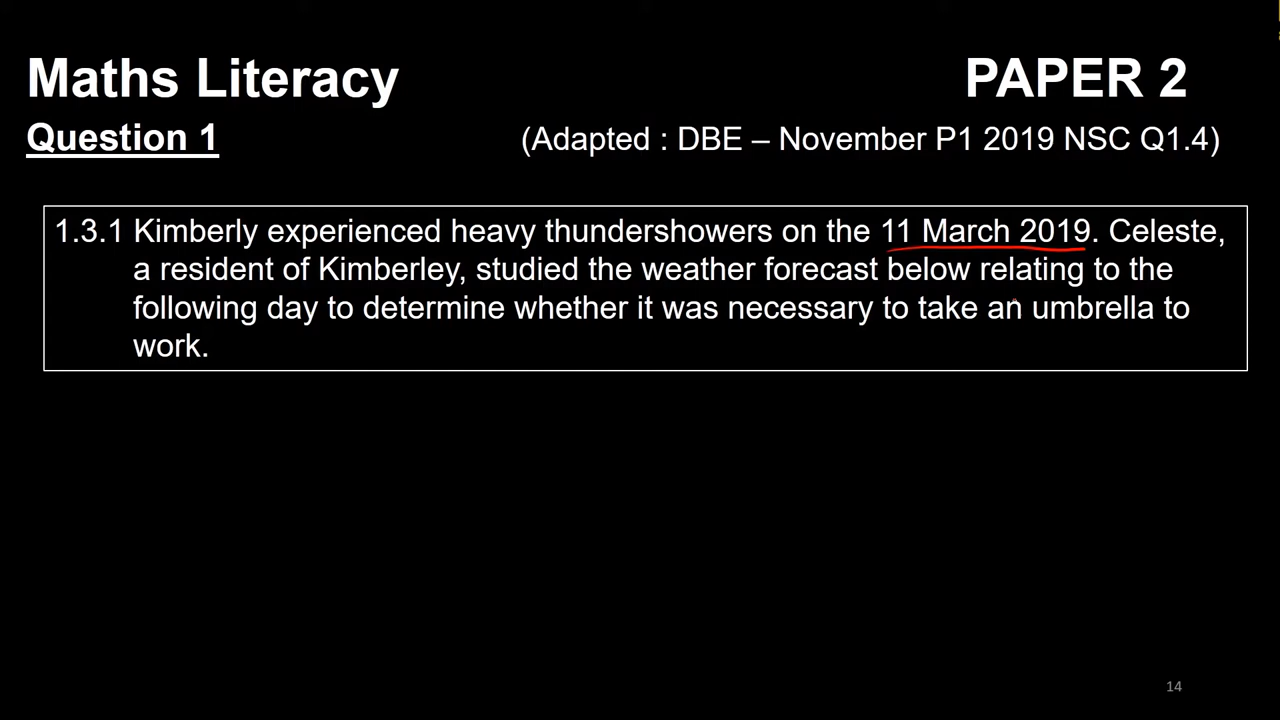 Maths Literacy PAPER 2
Question 1 (Adapted : DBE – November P1 2019 NSC Q1.4)
1.3.1 Kimberly experienced heavy thundershowers on the 11 March 2019. Celeste,
a resident of Kimberley, studied the weather forecast below relating to the
following day to determine whether it was necessary to take an umbrella to
work.
14